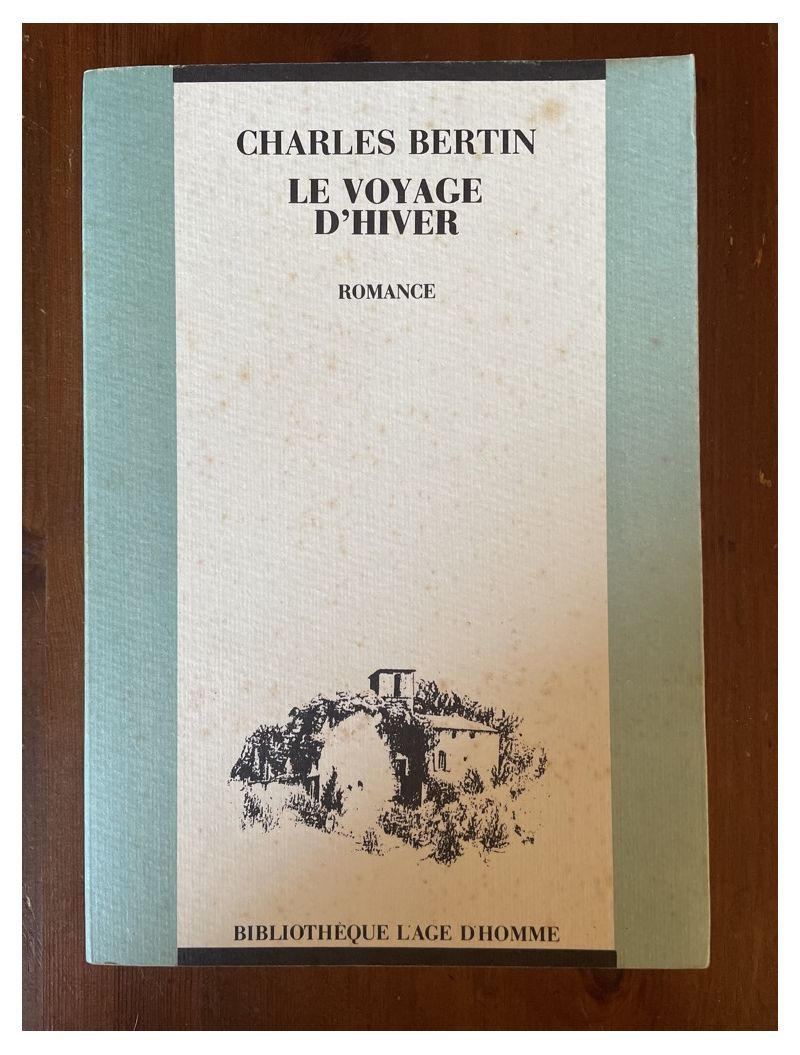 CHARLES BERTIN
LE VOYAGE
D'HIVER
ROMANCE
BIBLIOTHÈQUE L'AGE D'HOMME